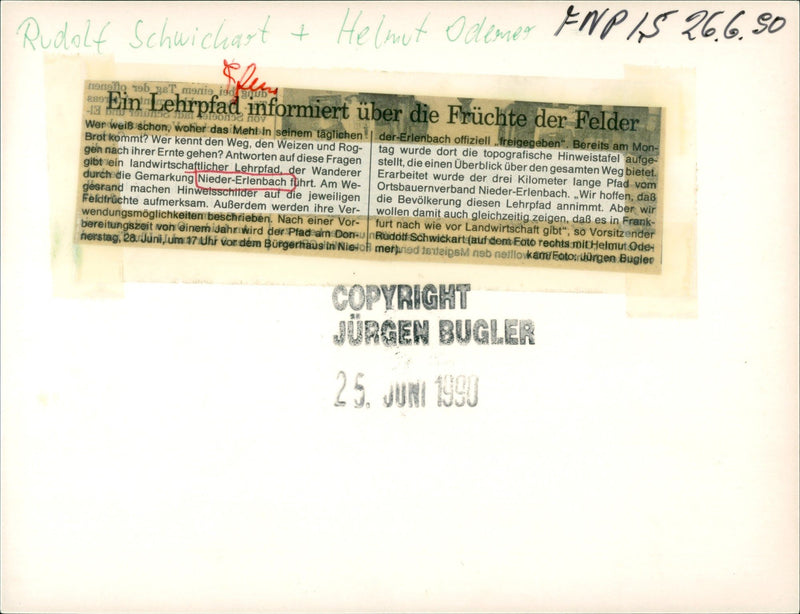 Rudolf Schwichart + Helmut Odemer FNP 1,5 26.6.90
Ein Lehrpfad informiert über die Früchte der Felder
Wer weiß schon, woher das Mehl in seinem täglichen
Brot kommt? Wer kennt den Weg, den Weizen und Rog-
gen nach ihrer Ernte gehen? Antworten auf diese Fragen
gibt ein landwirtschaftlicher Lehrpfad, der Wanderer
durch die Gemarkung Nieder-Erlenbach führt. Am We-
gesrand machen Hinweisschilder auf die jeweiligen
Feldfrüchte aufmerksam. Außerdem werden ihre Ver-
wendungsmöglichkeiten beschrieben. Nach einer Vor-
bereitungszeit von einem Jahr wird der Pfad am Don-
nerstag, 28. Juni, um 17 Uhr vor dem Bürgerhaus in Nie-
der-Erlenbach offiziell „freigegeben". Bereits am Mon-
tag wurde dort die topografische Hinweistafel aufge-
stellt, die einen Überblick über den gesamten Weg bietet.
Erarbeitet wurde der drei Kilometer lange Pfad vom
Ortsbauernverband Nieder-Erlenbach. „Wir hoffen, daß
die Bevölkerung diesen Lehrpfad annimmt. Aber wir
wollen damit auch gleichzeitig zeigen, daß es in Frank-
furt nach wie vor Landwirtschaft gibt", so Vorsitzender
Rudolf Schwickart (auf dem Foto rechts mit Helmut Ode-
mer).
kam/Foto: Jürgen Bugler
COPYRIGHT
JÜRGEN BUGLER
25. JUNI 1990